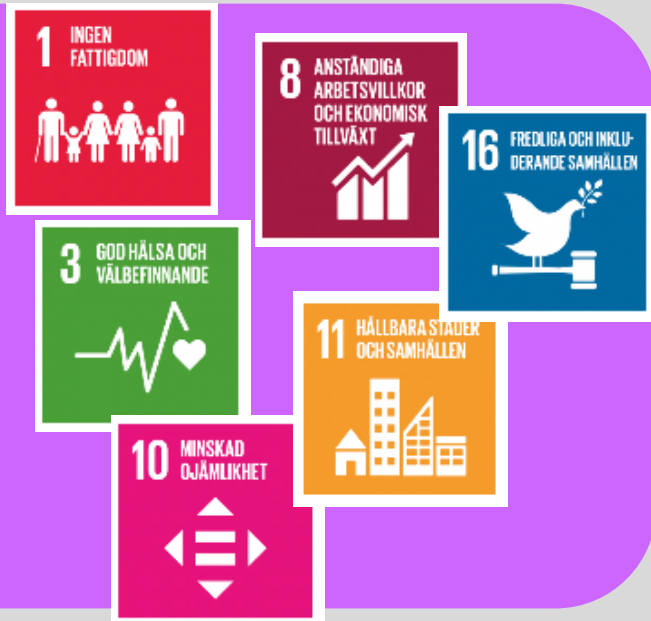 1 INGEN
FATTIGDOM
8 ANSTÄNDIGA
ARBETSVILLKOR
OCH EKONOMISK
TILLVÄXT
16 FREDLIGA OCH INKLU-
DERANDE SAMHÄLLEN
3 GOD HÄLSA OCH
VÄLBEFINNANDE
11 HÅLLBARA STÄDER
OCH SAMHÄLLEN
10 MINSKAD
OJÄMLIKHET